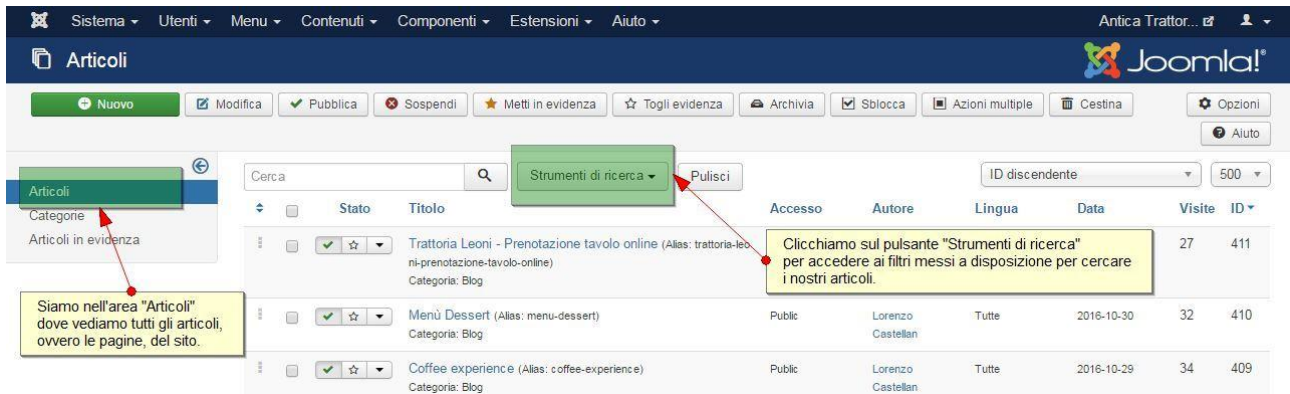 Sistema Utenti Menu Contenuti Componenti Estensioni Aiuto Antica Trattor...
Articoli Joomla!®
Nuovo Modifica Pubblica Sospendi Metti in evidenza Togli evidenza Archivia Sblocca Azioni multiple Cestina Opzioni
Aiuto
Articoli
Categorie
Articoli in evidenza
Siamo nell'area "Articoli"
dove vediamo tutti gli articoli,
ovvero le pagine, del sito.
Cerca Strumenti di ricerca Pulisci ID discendente 500
Stato Titolo Accesso Autore Lingua Data Visite ID
Trattoria Leoni - Prenotazione tavolo online (Alias: trattoria-leo
ni-prenotazione-tavolo-online)
Categoria: Blog
27 411
Clicchiamo sul pulsante "Strumenti di ricerca"
per accedere ai filtri messi a disposizione per cercare
i nostri articoli.
Menù Dessert (Alias: menu-dessert) Public Lorenzo Tutte 2016-10-30 32 410
Categoria: Blog Castellan
Coffee experience (Alias: coffee-experience) Public Lorenzo Tutte 2016-10-29 34 409
Categoria: Blog Castellan